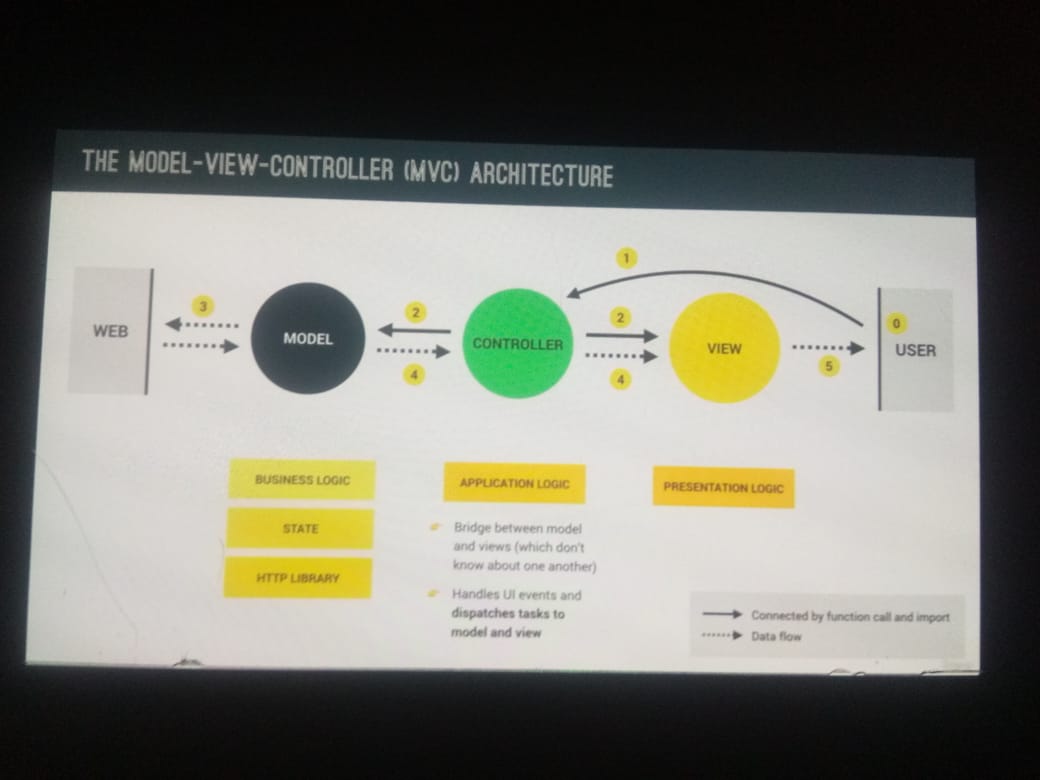 THE MODEL-VIEW-CONTROLLER (MVC) ARCHITECTURE
1
3
2
2
0
WEB
MODEL
CONTROLLER
VIEW
USER
4
4
5
BUSINESS LOGIC
STATE
HTTP LIBRARY
APPLICATION LOGIC
Bridge between model
and views (which don't
know about one another)
Handles UI events and
dispatches tasks to
model and view
PRESENTATION LOGIC
Connected by function call and import
Data flow